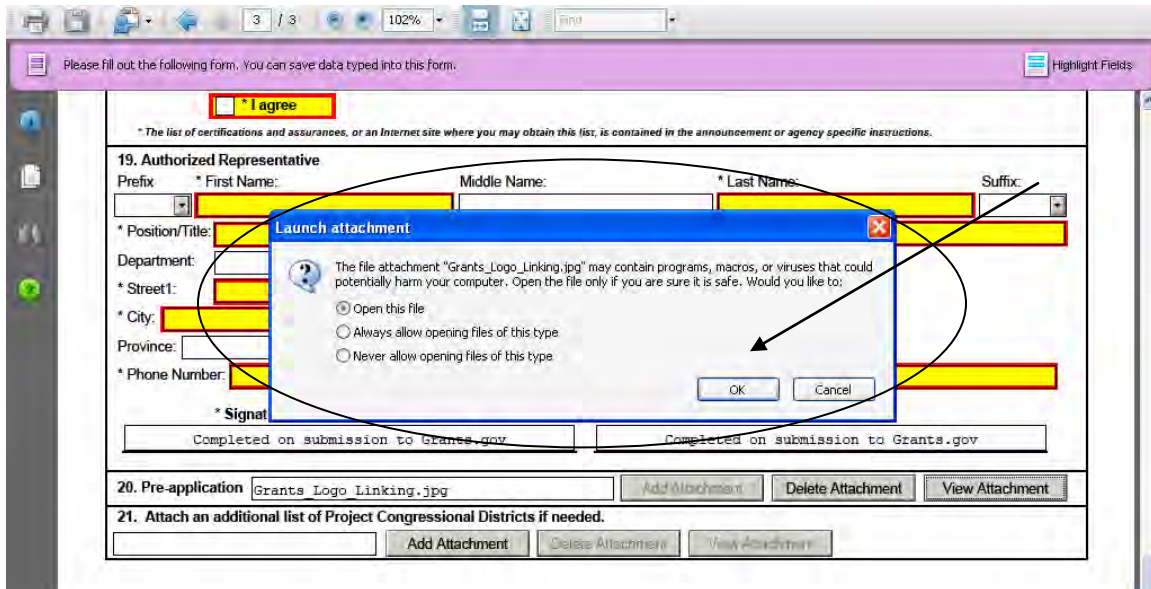 3 / 3 102% Find
Please fill out the following form. You can save data typed into this form.
Highlight Fields
* I agree
* The list of certifications and assurances, or an Internet site where you may obtain this list, is contained in the announcement or agency specific instructions.
19. Authorized Representative
Prefix * First Name: Middle Name: * Last Name: Suffix:
* Position/Title:
Launch attachment
Department:
The file attachment "Grants_Logo_Linking.jpg" may contain programs, macros, or viruses that could
potentially harm your computer. Open the file only if you are sure it is safe. Would you like to:
* Street1:
Open this file
* City:
Always allow opening files of this type
Province:
Never allow opening files of this type
* Phone Number:
OK Cancel
* Signat
Completed on submission to Grants.gov Completed on submission to Grants.gov
20. Pre-application Grants_Logo_Linking.jpg Add Attachment Delete Attachment View Attachment
21. Attach an additional list of Project Congressional Districts if needed.
Add Attachment Delete Attachment View Attachment